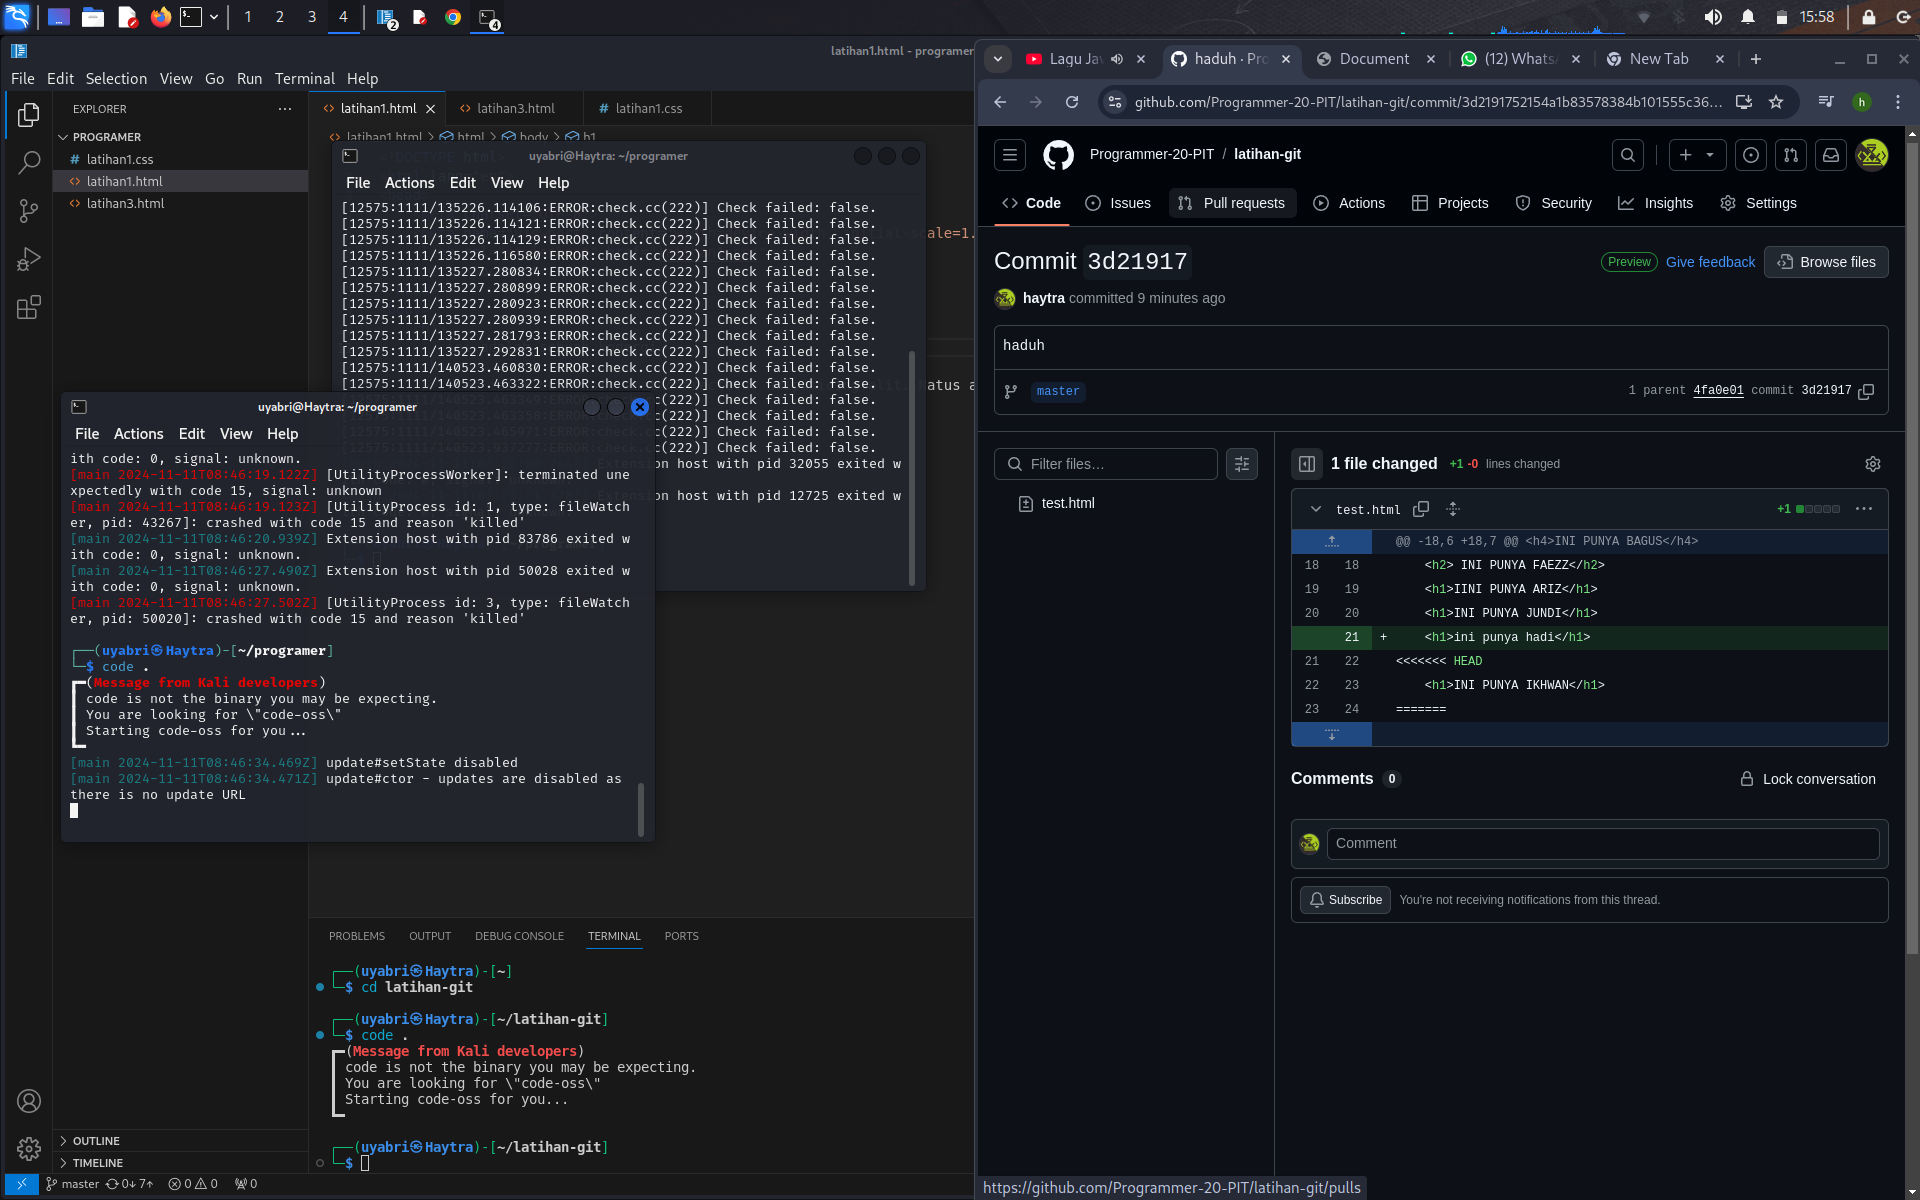 1 2 3 4 2 4 15:58
latihan1.html - programer
File Edit Selection View Go Run Terminal Help
EXPLORER
PROGRAMER
# latihan1.css
latihan1.html
latihan3.html
OUTLINE
TIMELINE
latihan1.html latihan3.html # latihan1.css
latihan1.html > html > body > h1
uyabri@Haytra: ~/programer
File Actions Edit View Help
[12575:1111/135226.114106:ERROR:check.cc(222)] Check failed: false.
[12575:1111/135226.114121:ERROR:check.cc(222)] Check failed: false.
[12575:1111/135226.114129:ERROR:check.cc(222)] Check failed: false.
[12575:1111/135226.116580:ERROR:check.cc(222)] Check failed: false.
[12575:1111/135227.280834:ERROR:check.cc(222)] Check failed: false.
[12575:1111/135227.280899:ERROR:check.cc(222)] Check failed: false.
[12575:1111/135227.280923:ERROR:check.cc(222)] Check failed: false.
[12575:1111/135227.280939:ERROR:check.cc(222)] Check failed: false.
[12575:1111/135227.281793:ERROR:check.cc(222)] Check failed: false.
[12575:1111/135227.292831:ERROR:check.cc(222)] Check failed: false.
[12575:1111/140523.460830:ERROR:check.cc(222)] Check failed: false.
[12575:1111/140523.463322:ERROR:check.cc(222)] Check failed: false.
c(222)] Check failed: false.
c(222)] Check failed: false.
c(222)] Check failed: false.
c(222)] Check failed: false.
Extension host with pid 32055 exited w
Extension host with pid 12725 exited w
uyabri@Haytra: ~/programer
File Actions Edit View Help
ith code: 0, signal: unknown.
[main 2024-11-11T08:46:19.122Z] [UtilityProcessWorker]: terminated une
xpectedly with code 15, signal: unknown
[main 2024-11-11T08:46:19.123Z] [UtilityProcess id: 1, type: fileWatch
er, pid: 43267]: crashed with code 15 and reason 'killed'
[main 2024-11-11T08:46:20.939Z] Extension host with pid 83786 exited w
ith code: 0, signal: unknown.
[main 2024-11-11T08:46:27.490Z] Extension host with pid 50028 exited w
ith code: 0, signal: unknown.
[main 2024-11-11T08:46:27.502Z] [UtilityProcess id: 3, type: fileWatch
er, pid: 50020]: crashed with code 15 and reason 'killed'
┌──(uyabri㉿Haytra)-[~/programer]
└─$ code .
┏━(Message from Kali developers)
┃ code is not the binary you may be expecting.
┃ You are looking for \"code-oss\"
┃ Starting code-oss for you...
┗━
[main 2024-11-11T08:46:34.469Z] update#setState disabled
[main 2024-11-11T08:46:34.471Z] update#ctor - updates are disabled as
there is no update URL
PROBLEMS OUTPUT DEBUG CONSOLE TERMINAL PORTS
┌──(uyabri㉿Haytra)-[~]
└─$ cd latihan-git
┌──(uyabri㉿Haytra)-[~/latihan-git]
└─$ code .
┏━(Message from Kali developers)
┃ code is not the binary you may be expecting.
┃ You are looking for \"code-oss\"
┃ Starting code-oss for you...
┗━
┌──(uyabri㉿Haytra)-[~/latihan-git]
└─$
master 0↓ 7↑ 0 0 0
Lagu Ja haduh · Pro Document (12) WhatsA New Tab
github.com/Programmer-20-PIT/latihan-git/commit/3d2191752154a1b83578384b101555c36... h
Programmer-20-PIT / latihan-git
Code Issues Pull requests Actions Projects Security Insights Settings
Commit 3d21917
Preview Give feedback Browse files
haytra committed 9 minutes ago
haduh
master 1 parent 4fa0e01 commit 3d21917
Filter files…
test.html
1 file changed +1 -0 lines changed
test.html +1
@@ -18,6 +18,7 @@ <h4>INI PUNYA BAGUS</h4>
18 18 <h2> INI PUNYA FAEZZ</h2>
19 19 <h1>IINI PUNYA ARIZ</h1>
20 20 <h1>INI PUNYA JUNDI</h1>
21 + <h1>ini punya hadi</h1>
21 22 <<<<<<< HEAD
22 23 <h1>INI PUNYA IKHWAN</h1>
23 24 =======
Comments 0 Lock conversation
Comment
Subscribe You're not receiving notifications from this thread.
https://github.com/Programmer-20-PIT/latihan-git/pulls